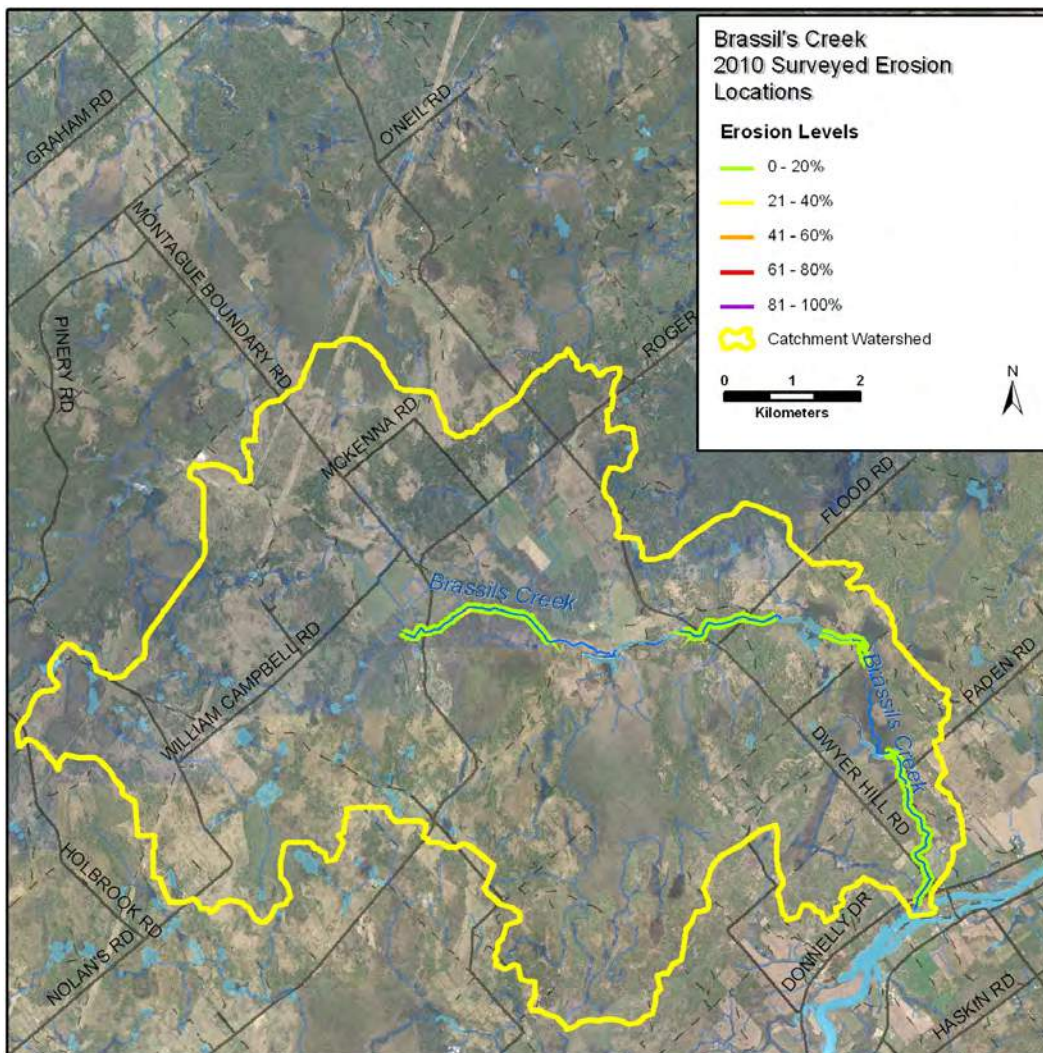 Brassil's Creek
2010 Surveyed Erosion
Locations
Erosion Levels
0 - 20%
21 - 40%
41 - 60%
61 - 80%
81 - 100%
Catchment Watershed
0 1 2
Kilometers
N
GRAHAM RD
O'NEIL RD
MONTAGUE BOUNDARY RD
PINERY RD
ROGER
MCKENNA RD
FLOOD RD
Brassils Creek
WILLIAM CAMPBELL RD
PADEN RD
Brassils Creek
DWYER HILL RD
HOLBROOK RD
NOLAN'S RD
DONNELLY DR
HASKIN RD